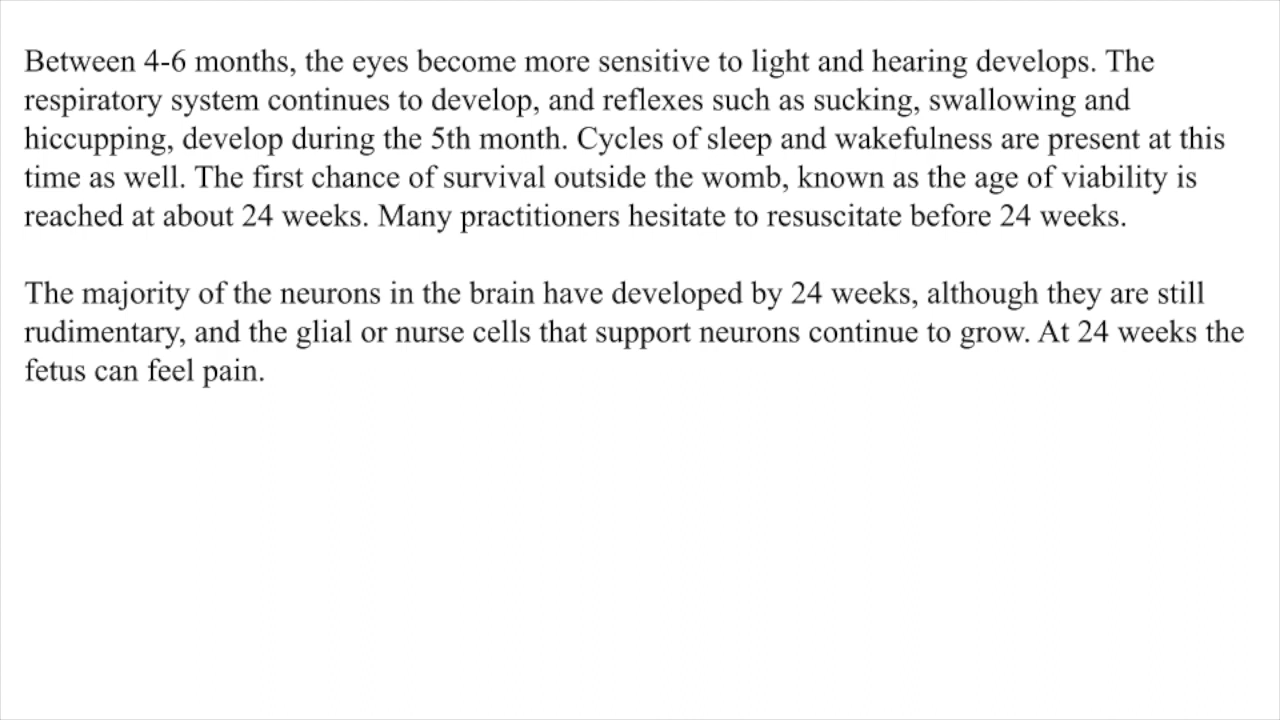 Between 4-6 months, the eyes become more sensitive to light and hearing develops. The
respiratory system continues to develop, and reflexes such as sucking, swallowing and
hiccupping, develop during the 5th month. Cycles of sleep and wakefulness are present at this
time as well. The first chance of survival outside the womb, known as the age of viability is
reached at about 24 weeks. Many practitioners hesitate to resuscitate before 24 weeks.
The majority of the neurons in the brain have developed by 24 weeks, although they are still
rudimentary, and the glial or nurse cells that support neurons continue to grow. At 24 weeks the
fetus can feel pain.